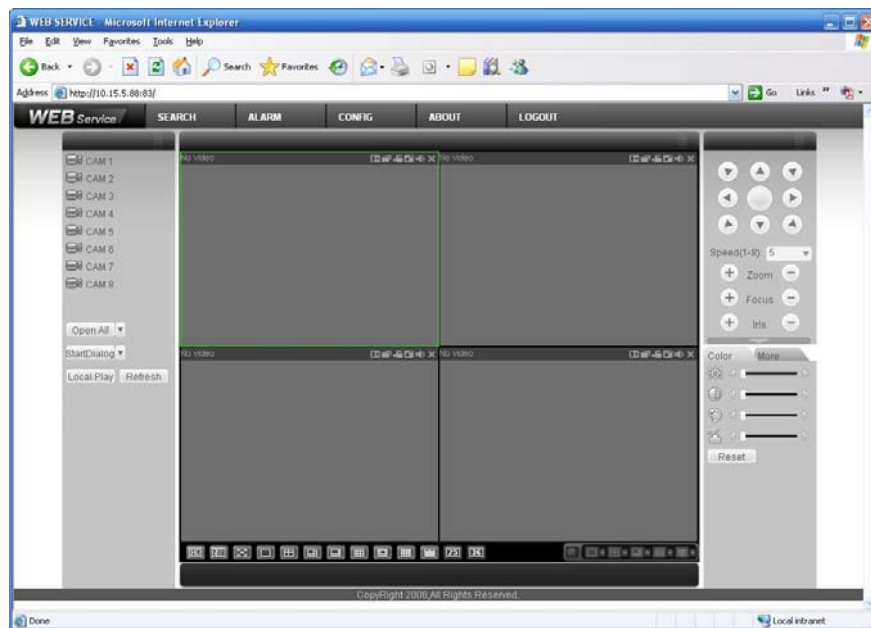 WEB SERVICE - Microsoft Internet Explorer
File Edit View Favorites Tools Help
Back Search Favorites
Address http://10.15.5.88:83/ Go Links »
WEB Service SEARCH ALARM CONFIG ABOUT LOGOUT
CAM 1
CAM 2
CAM 3
CAM 4
CAM 5
CAM 6
CAM 7
CAM 8
Open All
StartDialog
Local Play Refresh
No video
No video
No video
No video
25 36
Speed(1-8): 5
Zoom
Focus
Iris
Color More
Reset
CopyRight 2008,All Rights Reserved.
Done Local intranet